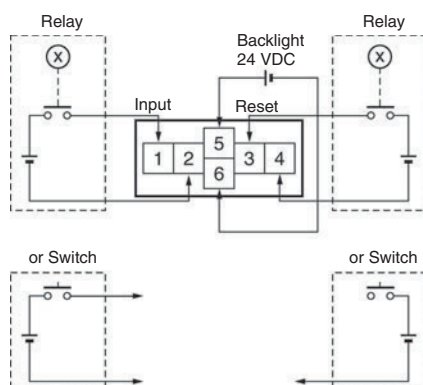 Relay
Relay
Backlight
24 VDC
X
X
Input
Reset
1 2 5 3 4
6
or Switch
or Switch